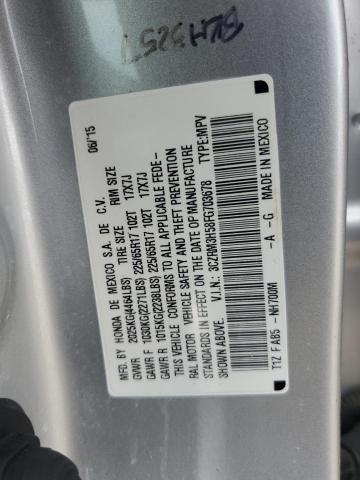 06/15
MFD. BY HONDA DE MEXICO S.A. DE C.V.
TIRE SIZE RIM SIZE
GVWR 2025KG(4464LBS)
GAWR F 1030KG(2271LBS) 225/65R17 102T 17X7J
GAWR R 1015KG(2238LBS) 225/65R17 102T 17X7J
THIS VEHICLE CONFORMS TO ALL APPLICABLE FEDE-
RAL MOTOR VEHICLE SAFETY AND THEFT PREVENTION
STANDARDS IN EFFECT ON THE DATE OF MANUFACTURE
SHOWN ABOVE.
V.I.N.: 3CZRM3H58FG703678 TYPE:MPV
T1Z FAB5 -NH700M -A -G MADE IN MEXICO